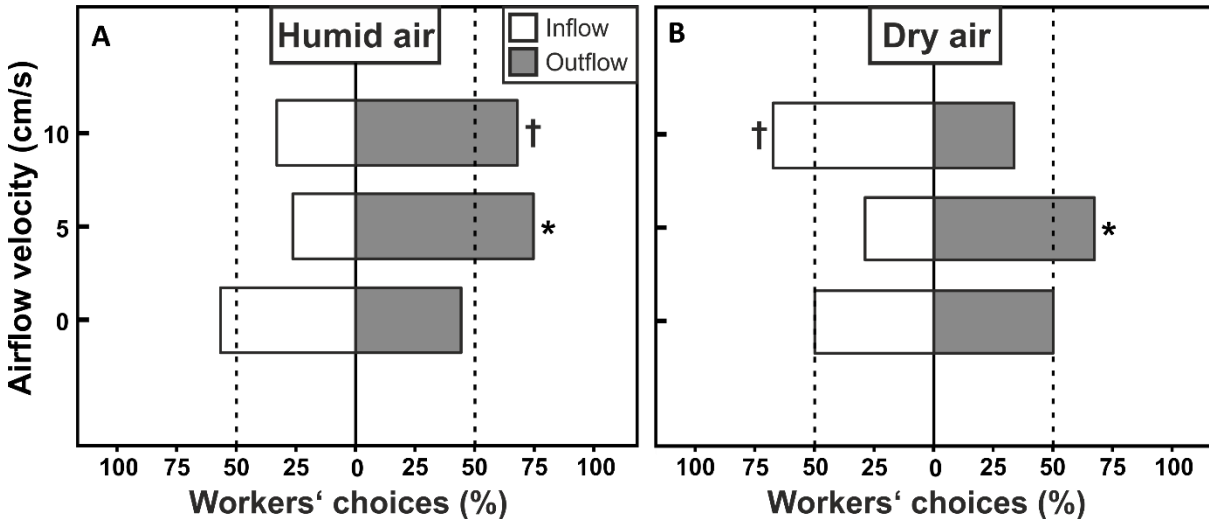 A
Humid air
Inflow
Outflow
B
Dry air
Airflow velocity (cm/s)
10
†
†
5
*
*
0
100 75 50 25 0 25 50 75 100
100 75 50 25 0 25 50 75 100
Workers‘ choices (%)
Workers‘ choices (%)